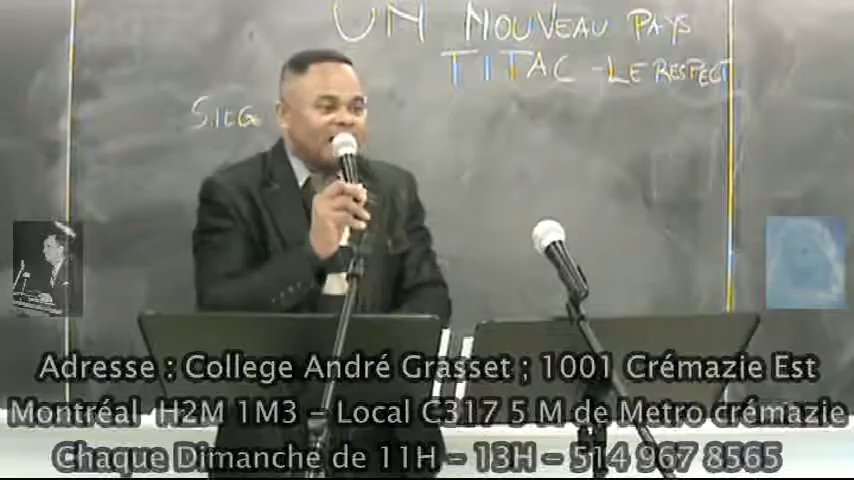 UN NOUVEAU PAYS
TITAC - LE RESPECT
Adresse : College André Grasset ; 1001 Crémazie Est
Montréal H2M 1M3 - Local C317 5 M de Metro crémazie
Chaque Dimanche de 11H - 13H - 514 967 8565